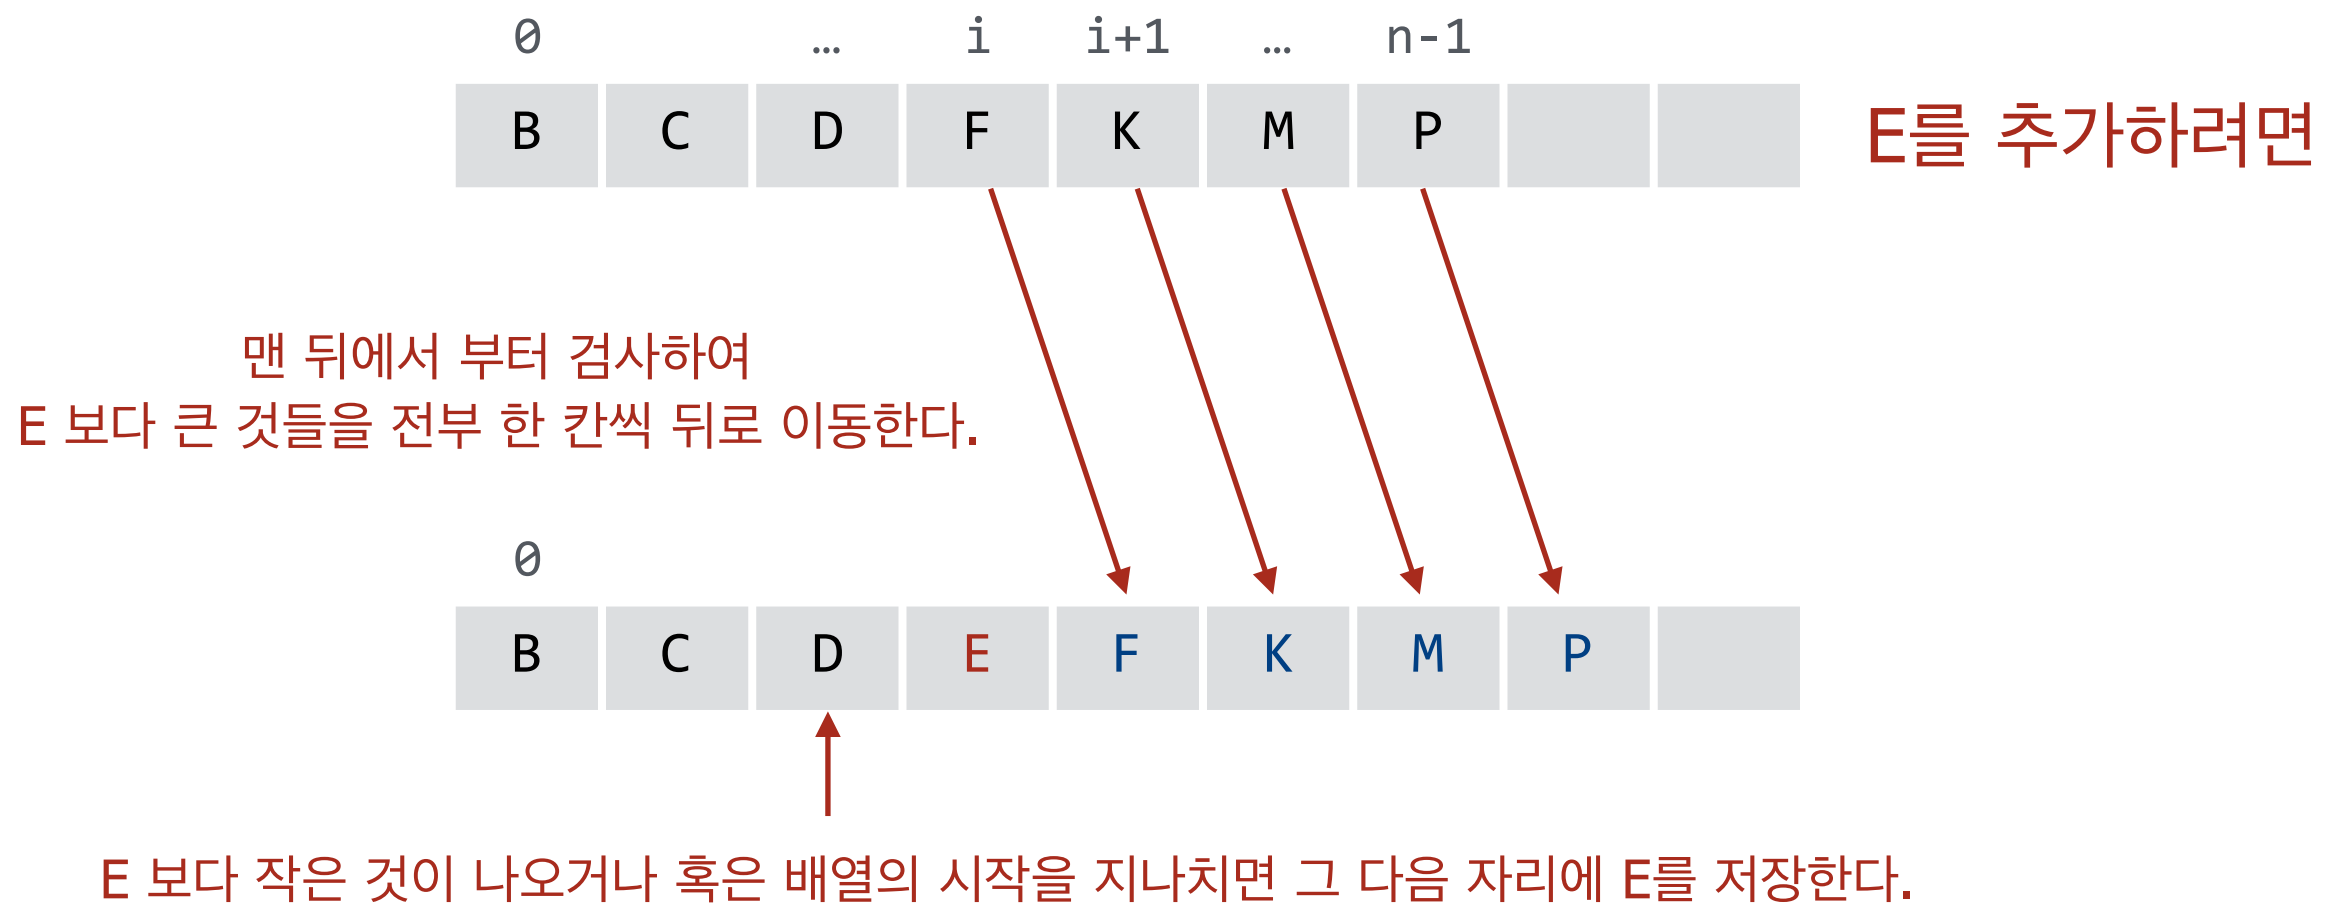 0 … i i+1 … n-1
B C D F K M P
E를 추가하려면
맨 뒤에서 부터 검사하여
E 보다 큰 것들을 전부 한 칸씩 뒤로 이동한다.
0
B C D E F K M P
E 보다 작은 것이 나오거나 혹은 배열의 시작을 지나치면 그 다음 자리에 E를 저장한다.